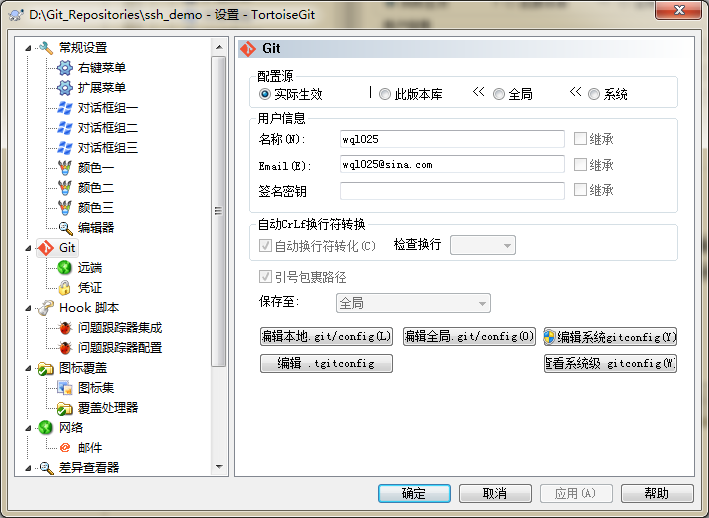 D:\Git_Repositories\ssh_demo - 设置 - TortoiseGit
常规设置
右键菜单
扩展菜单
对话框组一
对话框组二
对话框组三
颜色一
颜色二
颜色三
编辑器
Git
远端
凭证
Hook 脚本
问题跟踪器集成
问题跟踪器配置
图标覆盖
图标集
覆盖处理器
网络
邮件
差异查看器
Git
配置源
实际生效 | 此版本库 << 全局 << 系统
用户信息
名称(N): wql025 继承
Email(E): wql025@sina.com 继承
签名密钥 继承
自动CrLf换行符转换
自动换行符转化(C) 检查换行
引号包裹路径
保存至: 全局
编辑本地.git/config(L) 编辑全局.git/config(O) 编辑系统gitconfig(Y)
编辑 .tgitconfig 查看系统级 gitconfig(W)
确定 取消 应用(A) 帮助